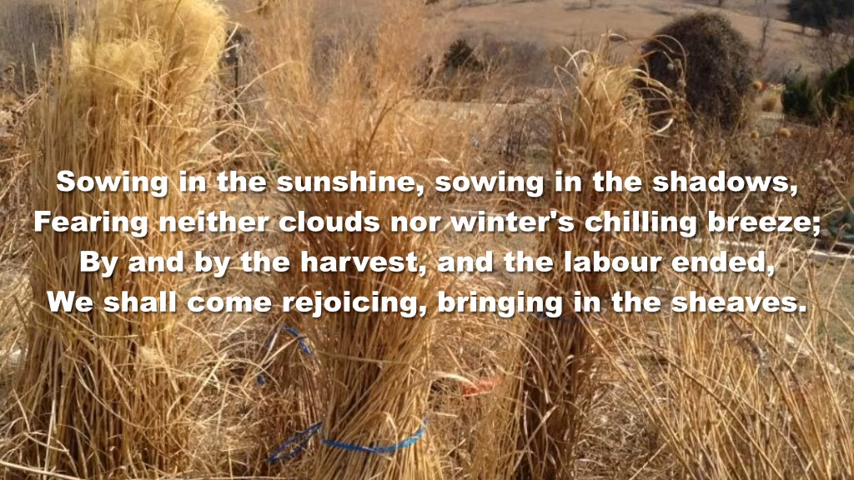 Sowing in the sunshine, sowing in the shadows,
Fearing neither clouds nor winter's chilling breeze;
By and by the harvest, and the labour ended,
We shall come rejoicing, bringing in the sheaves.